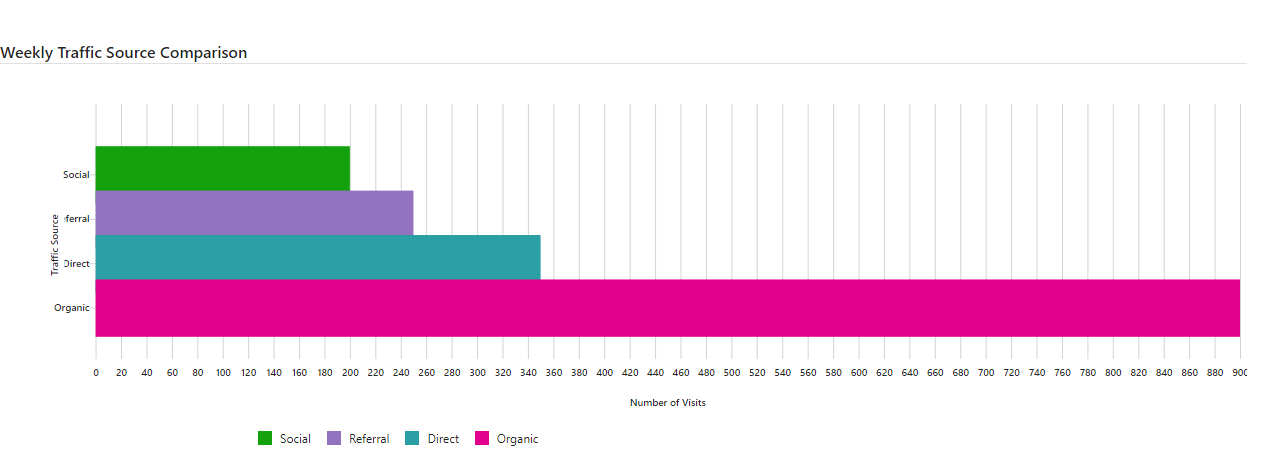 Weekly Traffic Source Comparison
Social
eferral
Direct
Organic
Traffic Source
0 20 40 60 80 100 120 140 160 180 200 220 240 260 280 300 320 340 360 380 400 420 440 460 480 500 520 540 560 580 600 620 640 660 680 700 720 740 760 780 800 820 840 860 880 900
Number of Visits
Social Referral Direct Organic